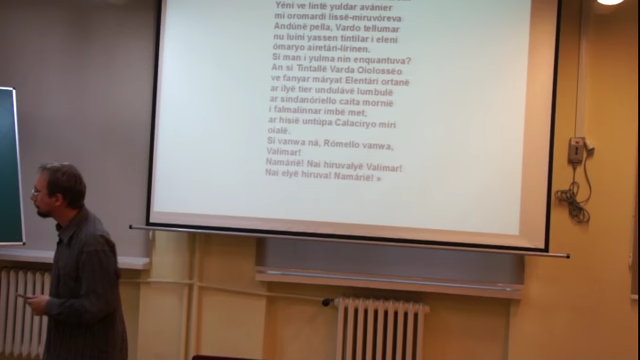 Yéni ve lintë yuldar avánier
mi oromardi lissë-miruvóreva
Andúnë pella, Vardo tellumar
nu luini yassen tintilar i eleni
ómaryo airetári-lírinen.
Sí man i yulma nin enquantuva?
An sí Tintallë Varda Oiolossëo
ve fanyar máryat Elentári ortanë
ar ilyë tier undulávë lumbulë
ar sindanóriello caita mornië
i falmalinnar imbë met,
ar hísië untúpa Calaciryo míri
oialë.
Sí vanwa ná, Rómello vanwa,
Valimar!
Namárië! Nai hiruvalyë Valimar!
Nai elyë hiruva! Namárië! »